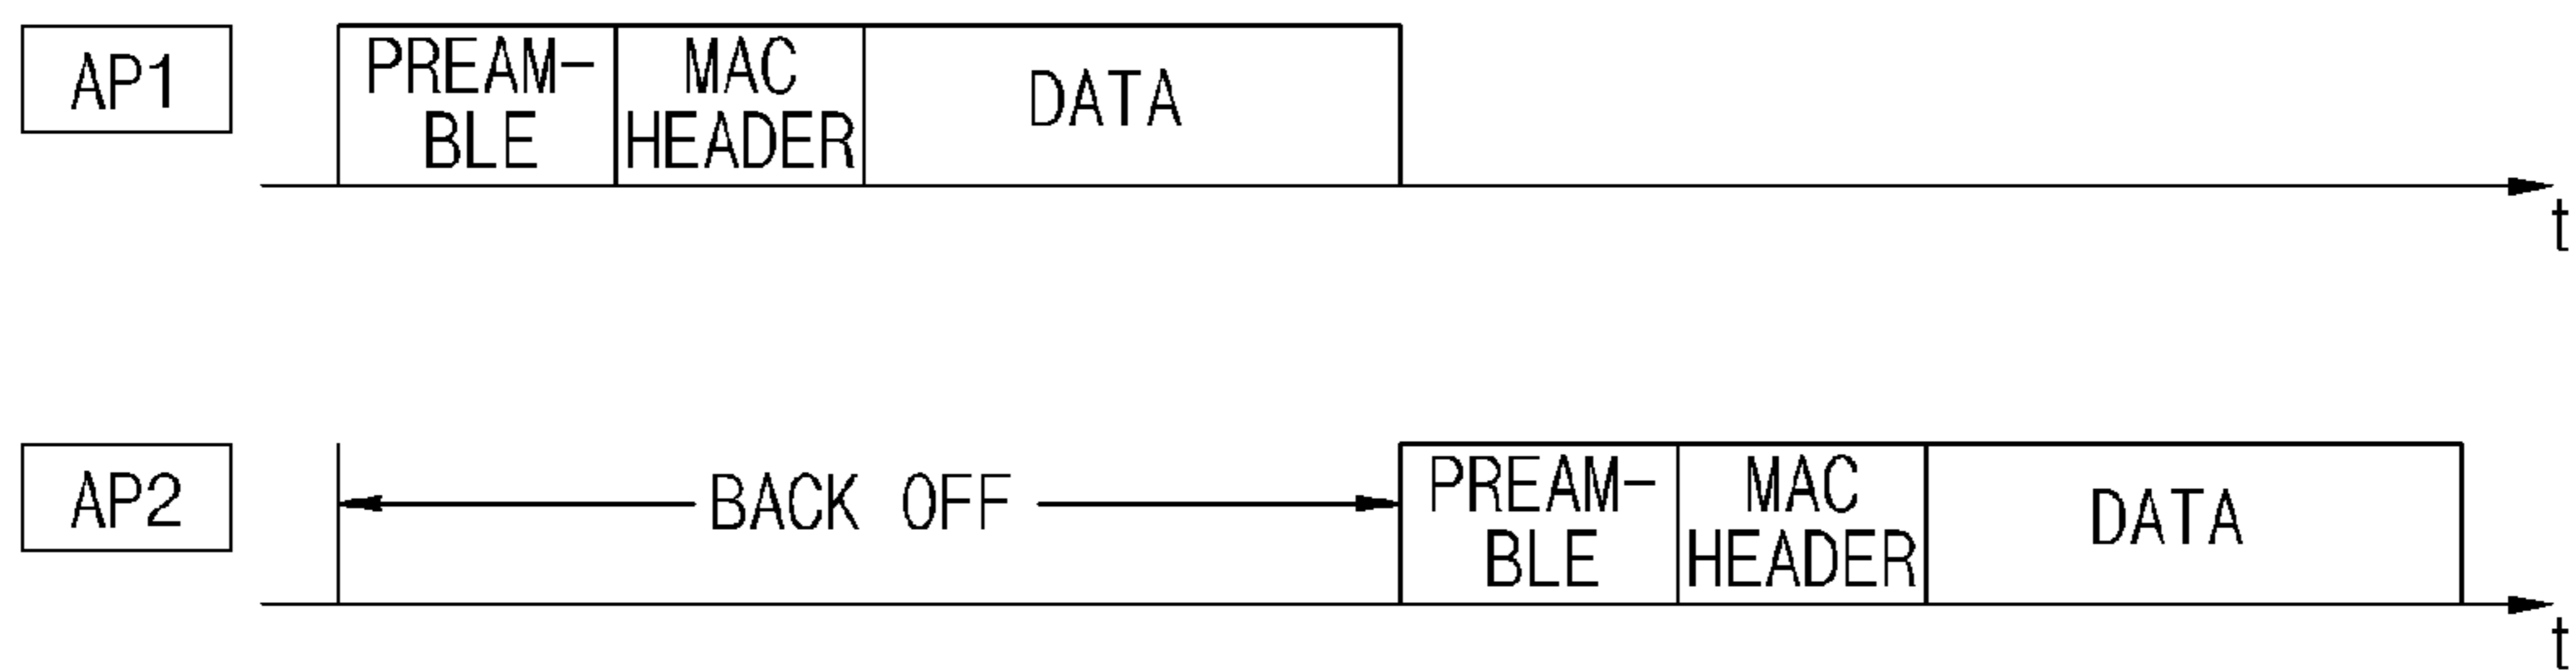 AP1
PREAM-
BLE
MAC
HEADER
DATA
t
AP2
BACK OFF
PREAM-
BLE
MAC
HEADER
DATA
t